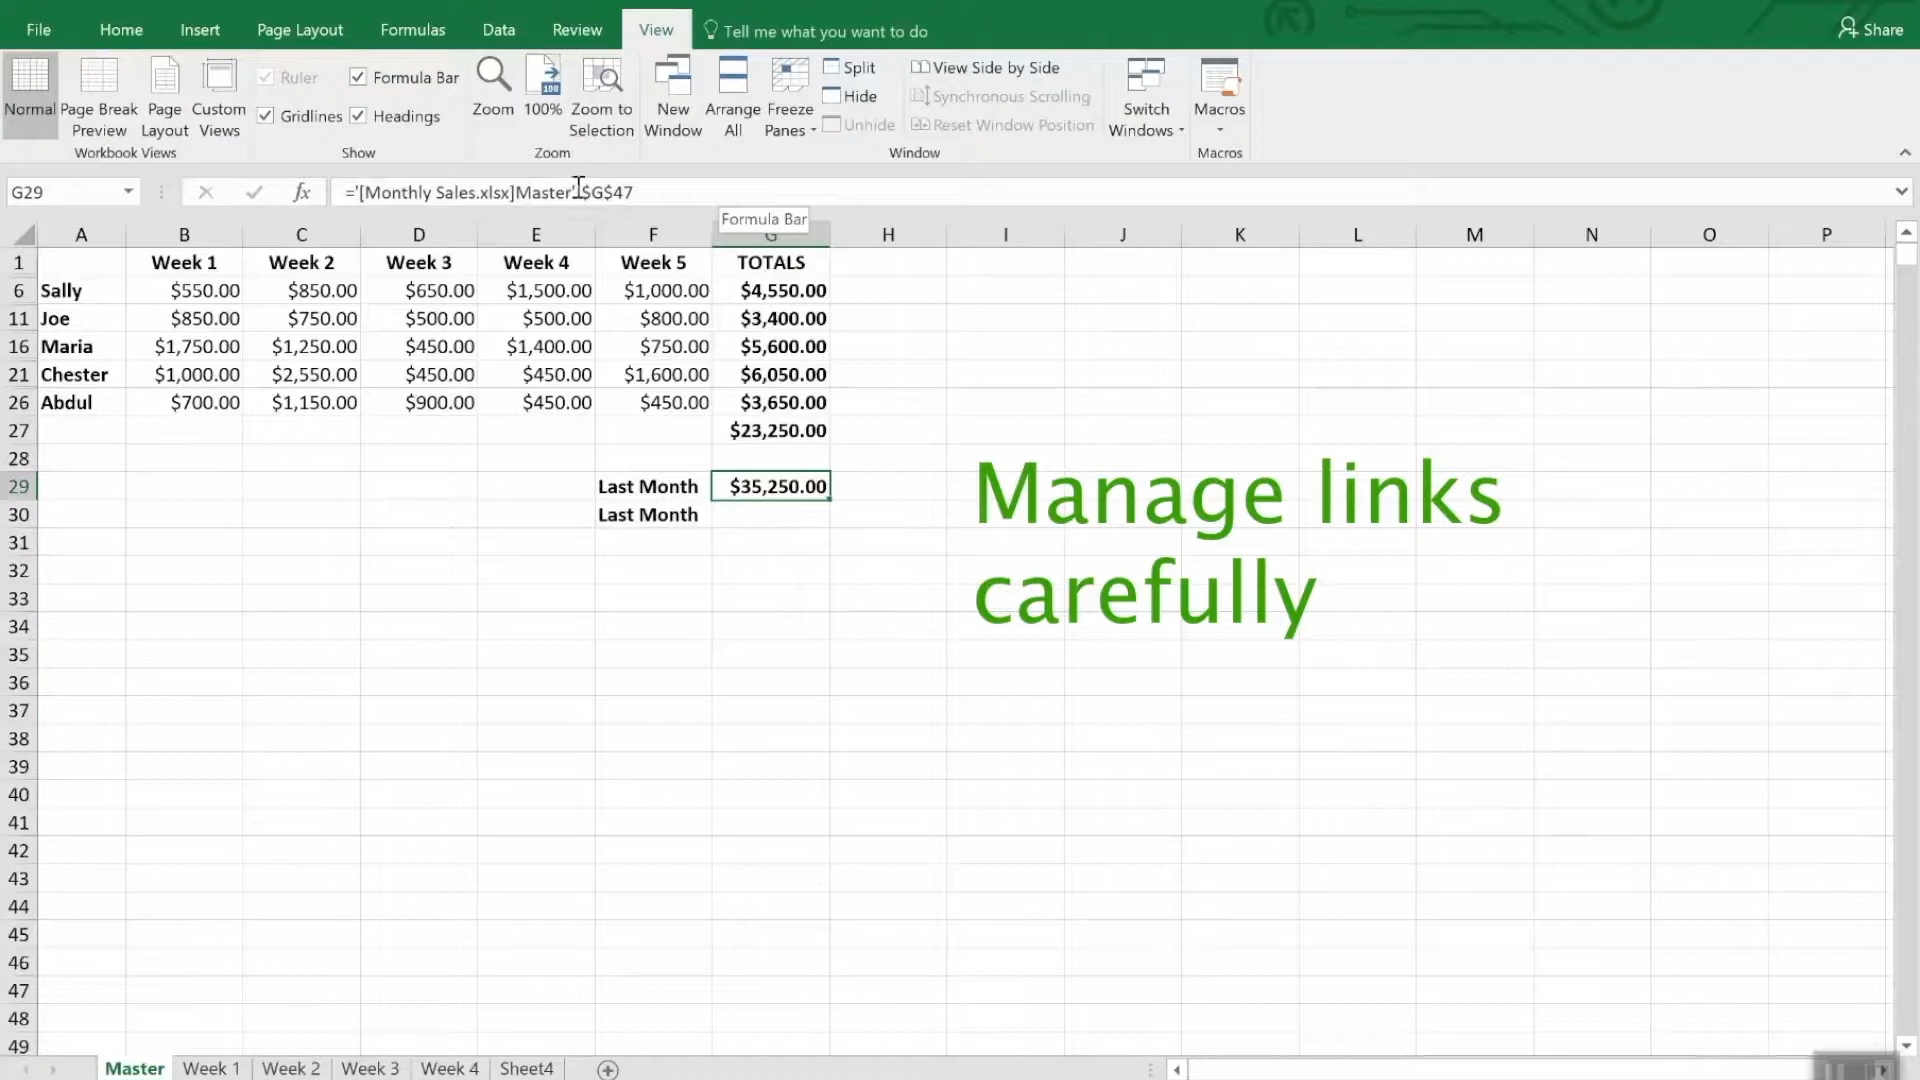 File Home Insert Page Layout Formulas Data Review View Tell me what you want to do Share
Normal Page Break Preview Page Layout Custom Views
Ruler Formula Bar
Gridlines Headings
Zoom 100% Zoom to Selection
New Window Arrange All Freeze Panes
Split
Hide
Unhide
View Side by Side
Synchronous Scrolling
Reset Window Position
Switch Windows Macros
Workbook Views Show Zoom Window Macros
G29 fx ='[Monthly Sales.xlsx]Master'!$G$47
Formula Bar
A B C D E F G H I J K L M N O P
1 Week 1 Week 2 Week 3 Week 4 Week 5 TOTALS
6 Sally $550.00 $850.00 $650.00 $1,500.00 $1,000.00 $4,550.00
11 Joe $850.00 $750.00 $500.00 $500.00 $800.00 $3,400.00
16 Maria $1,750.00 $1,250.00 $450.00 $1,400.00 $750.00 $5,600.00
21 Chester $1,000.00 $2,550.00 $450.00 $450.00 $1,600.00 $6,050.00
26 Abdul $700.00 $1,150.00 $900.00 $450.00 $450.00 $3,650.00
27 $23,250.00
28
29 Last Month $35,250.00
30 Last Month
31
32
33
34
35
36
37
38
39
40
41
42
43
44
45
46
47
48
49
Manage links
carefully
Master Week 1 Week 2 Week 3 Week 4 Sheet4